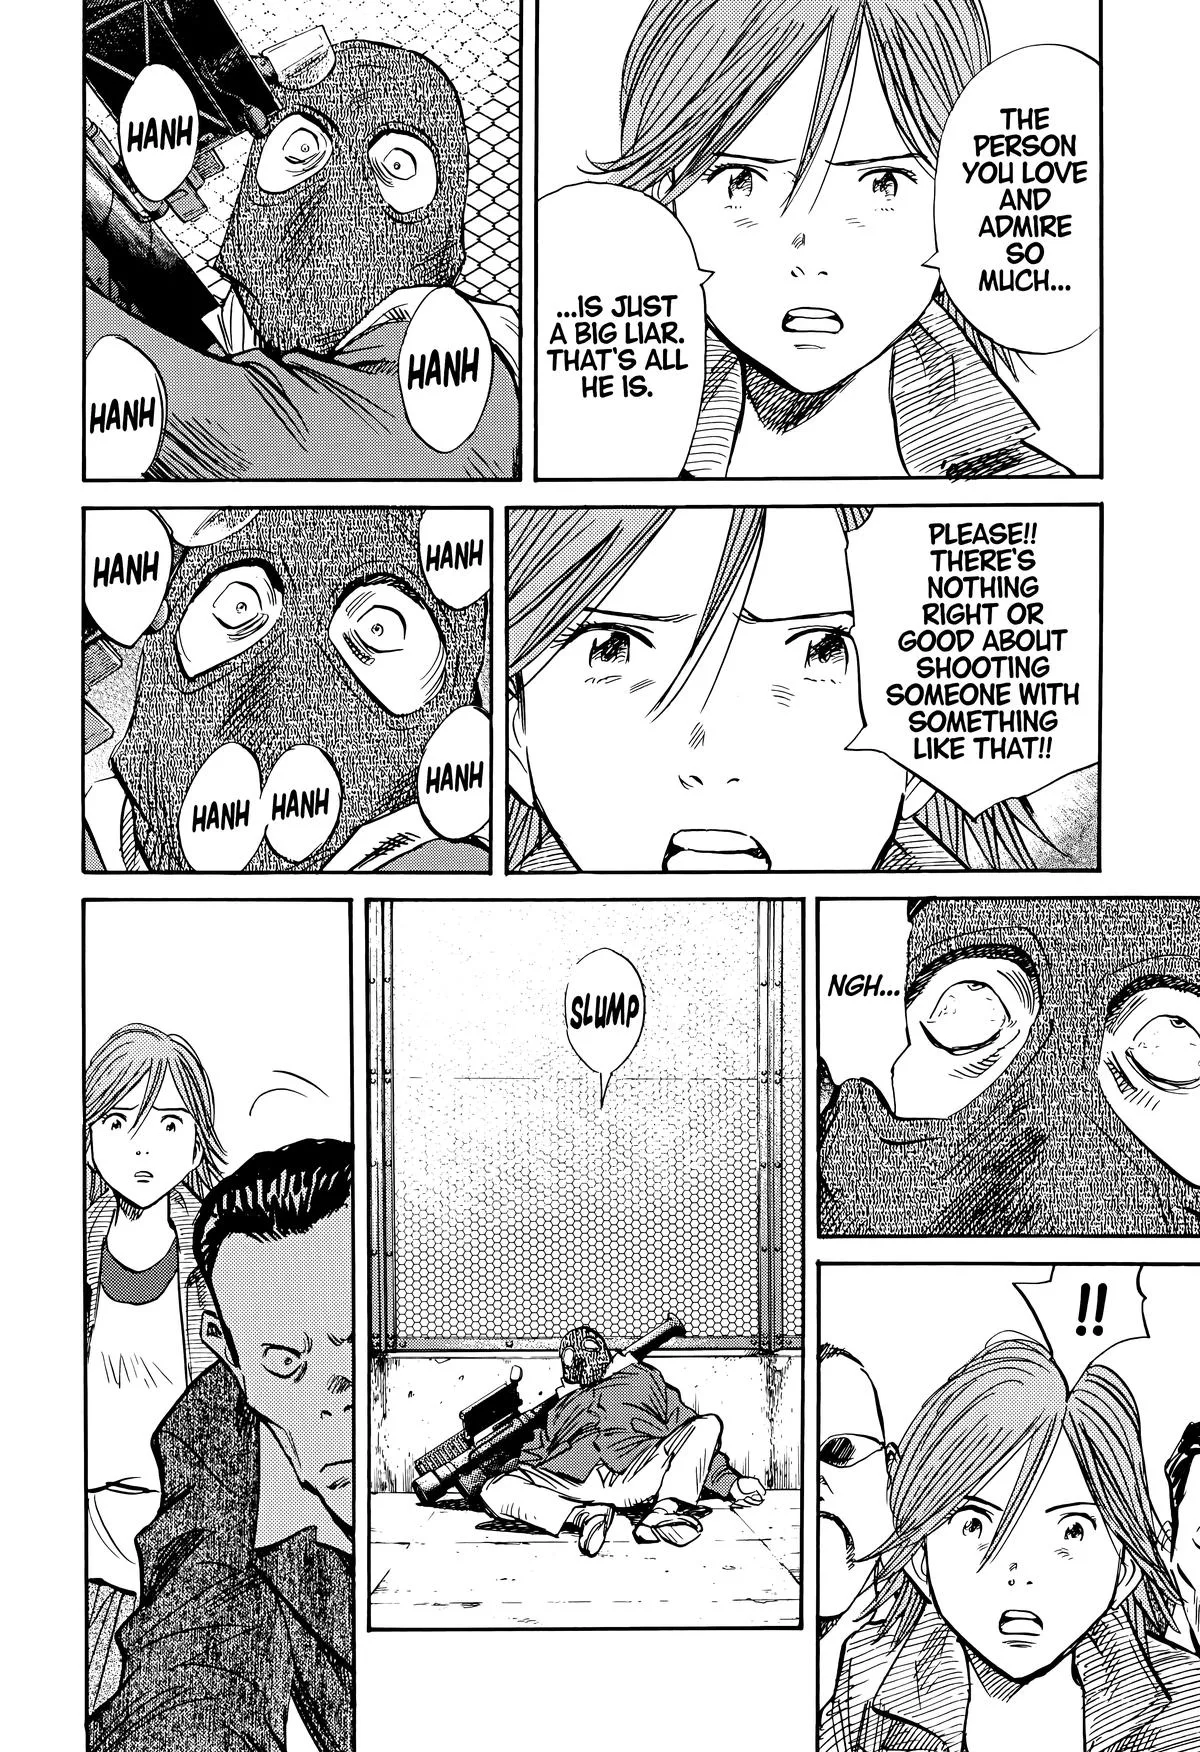 THE
PERSON
YOU LOVE
AND
ADMIRE
SO
MUCH...
...IS JUST
A BIG LIAR.
THAT'S ALL
HE IS.
HANH
HANH
HANH
PLEASE!!
THERE'S
NOTHING
RIGHT OR
GOOD ABOUT
SHOOTING
SOMEONE WITH
SOMETHING
LIKE THAT!!
HANH
HANH
HANH
HANH
HANH
NGH...
!!
SLUMP